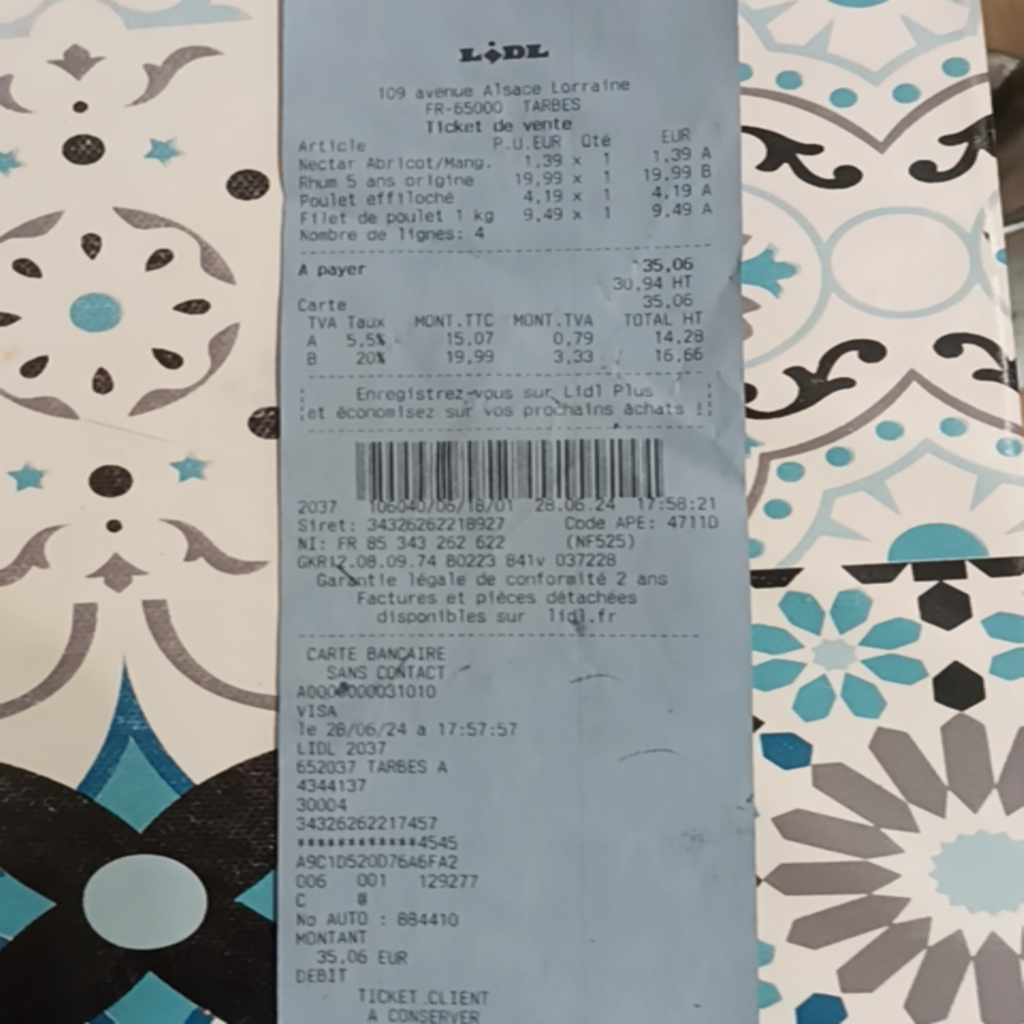 LIDL
109 avenue Alsace Lorraine
FR-65000 TARBES
Ticket de vente
Article P.U.EUR Qté EUR
Nectar Abricot/Mang. 1,39 x 1 1,39 A
Rhum 5 ans origine 19,99 x 1 19,99 B
Poulet effiloché 4,19 x 1 4,19 A
Filet de poulet 1 kg 9,49 x 1 9,49 A
Nombre de lignes: 4
A payer 35,06
30,94 HT
Carte 35,06
TVA Taux MONT.TTC MONT.TVA TOTAL HT
A 5,5% 15,07 0,79 14,28
B 20% 19,99 3,33 16,66
Enregistrez-vous sur Lidl Plus
et économisez sur vos prochains achats !
2037 106040/06/18/01 28.06.24 17:58:21
Siret: 34326262218927 Code APE: 4711D
NI: FR 85 343 262 622 (NF525)
GKR12.08.09.74 B0223 B41v 037228
Garantie légale de conformité 2 ans
Factures et pièces détachées
disponibles sur lidl.fr
CARTE BANCAIRE
SANS CONTACT
A0000000031010
VISA
le 28/06/24 a 17:57:57
LIDL 2037
652037 TARBES A
4344137
30004
34326262217457
************4545
A9C1D520D76A6FA2
006 001 129277
C @
No AUTO : 884410
MONTANT
35.06 EUR
DEBIT
TICKET CLIENT
A CONSERVER